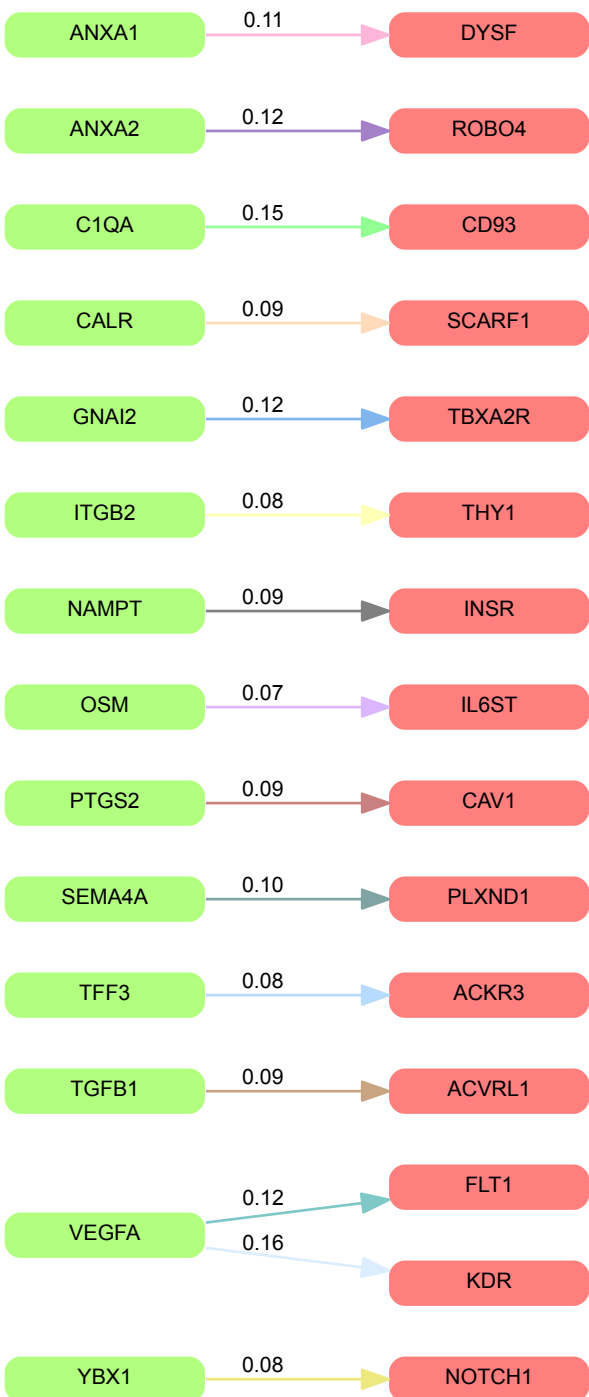 ANXA1 0.11 DYSF
ANXA2 0.12 ROBO4
C1QA 0.15 CD93
CALR 0.09 SCARF1
GNAI2 0.12 TBXA2R
ITGB2 0.08 THY1
NAMPT 0.09 INSR
OSM 0.07 IL6ST
PTGS2 0.09 CAV1
SEMA4A 0.10 PLXND1
TFF3 0.08 ACKR3
TGFB1 0.09 ACVRL1
FLT1
0.12
VEGFA
0.16
KDR
YBX1 0.08 NOTCH1